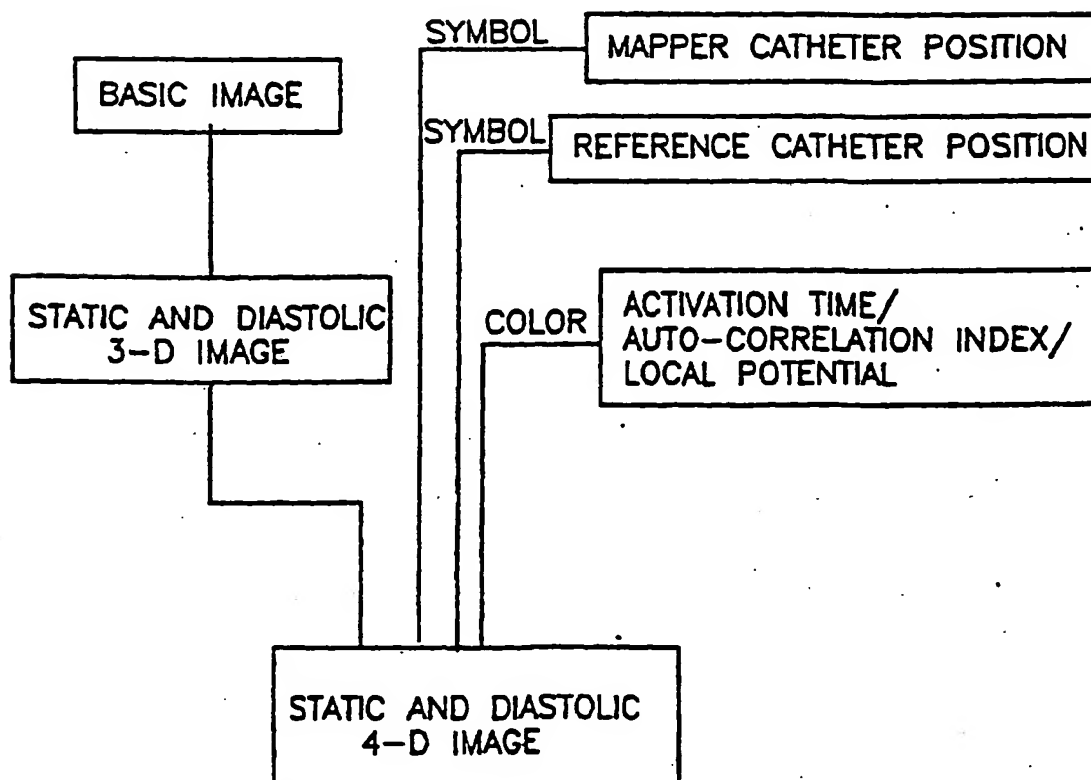 SYMBOL
MAPPER CATHETER POSITION
BASIC IMAGE
SYMBOL
REFERENCE CATHETER POSITION
STATIC AND DIASTOLIC
3-D IMAGE
COLOR
ACTIVATION TIME/
AUTO-CORRELATION INDEX/
LOCAL POTENTIAL
STATIC AND DIASTOLIC
4-D IMAGE